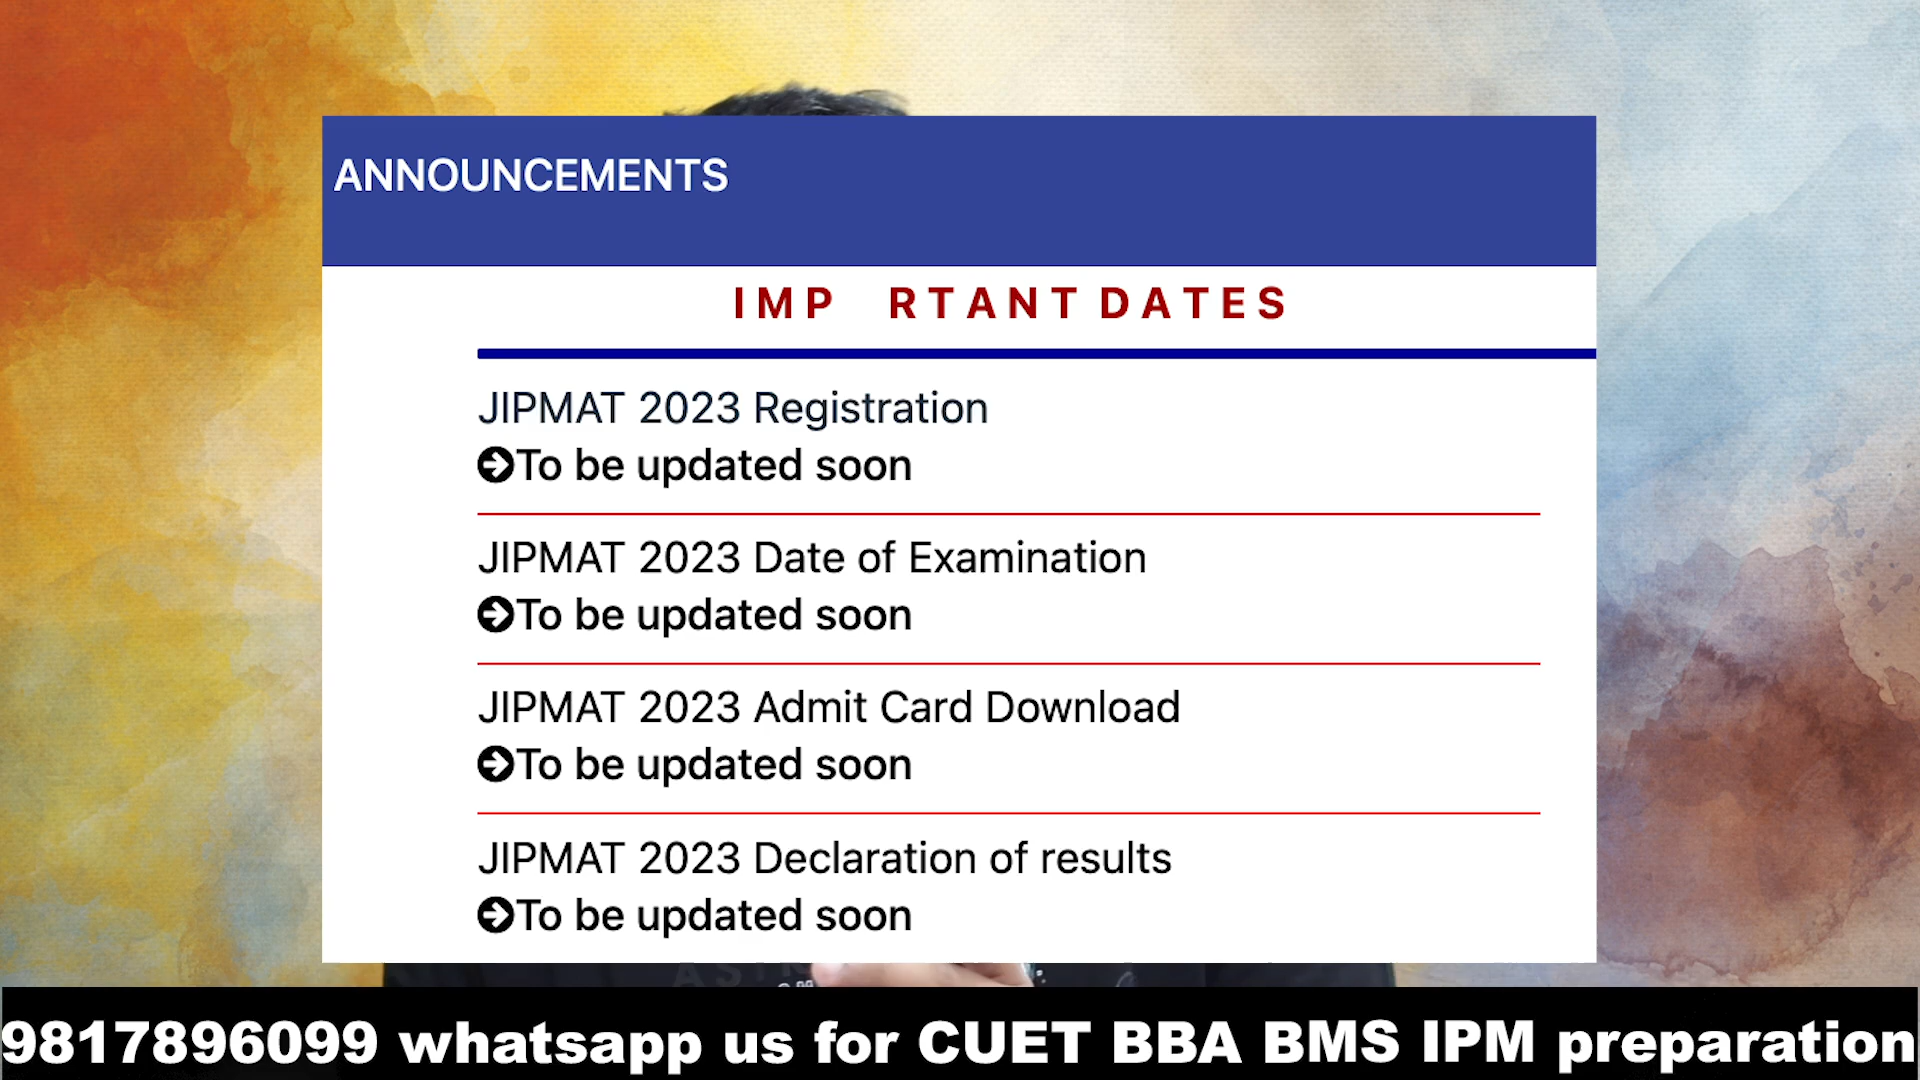 ANNOUNCEMENTS
IMP RTANT DATES
JIPMAT 2023 Registration
To be updated soon
JIPMAT 2023 Date of Examination
To be updated soon
JIPMAT 2023 Admit Card Download
To be updated soon
JIPMAT 2023 Declaration of results
To be updated soon
9817896099 whatsapp us for CUET BBA BMS IPM preparation